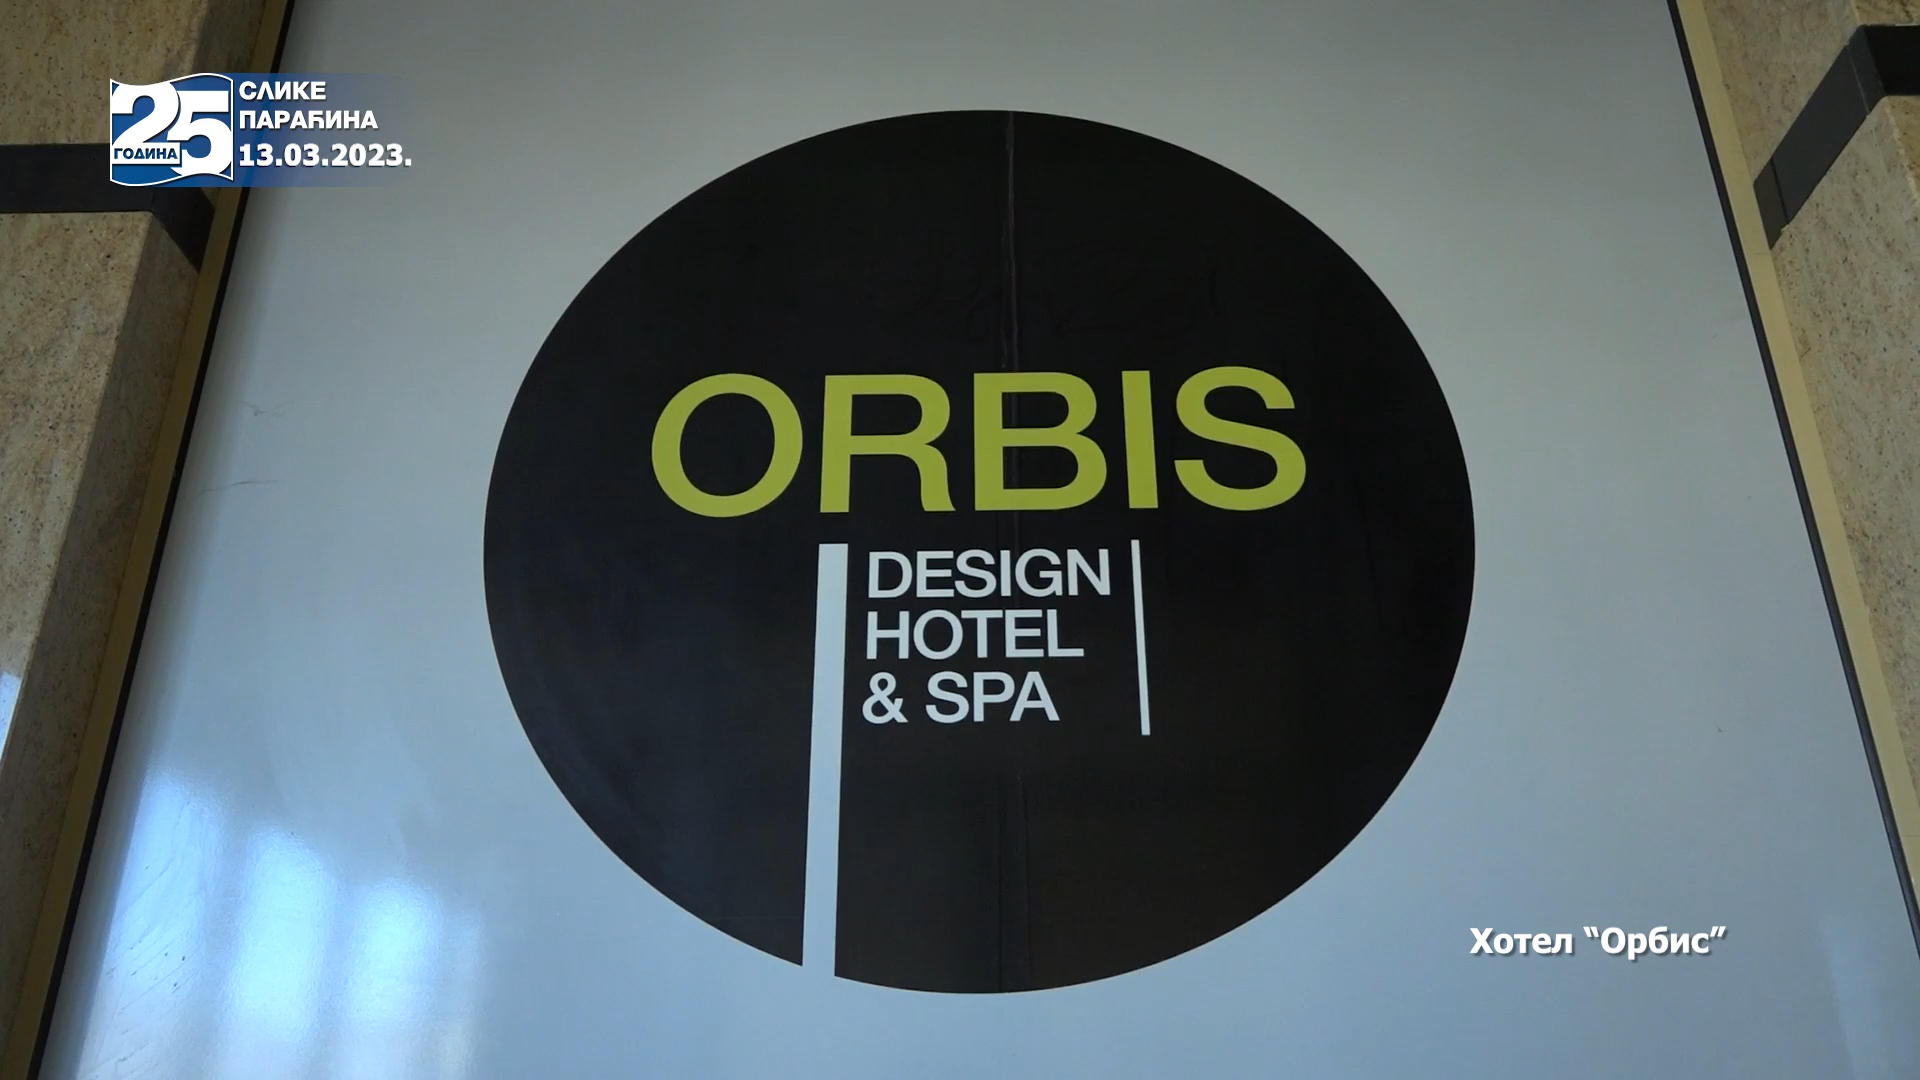 25
ГОДИНА
СЛИКЕ
ПАРАЋИНА
13.03.2023.
ORBIS
DESIGN
HOTEL
& SPA
Хотел “Орбис”